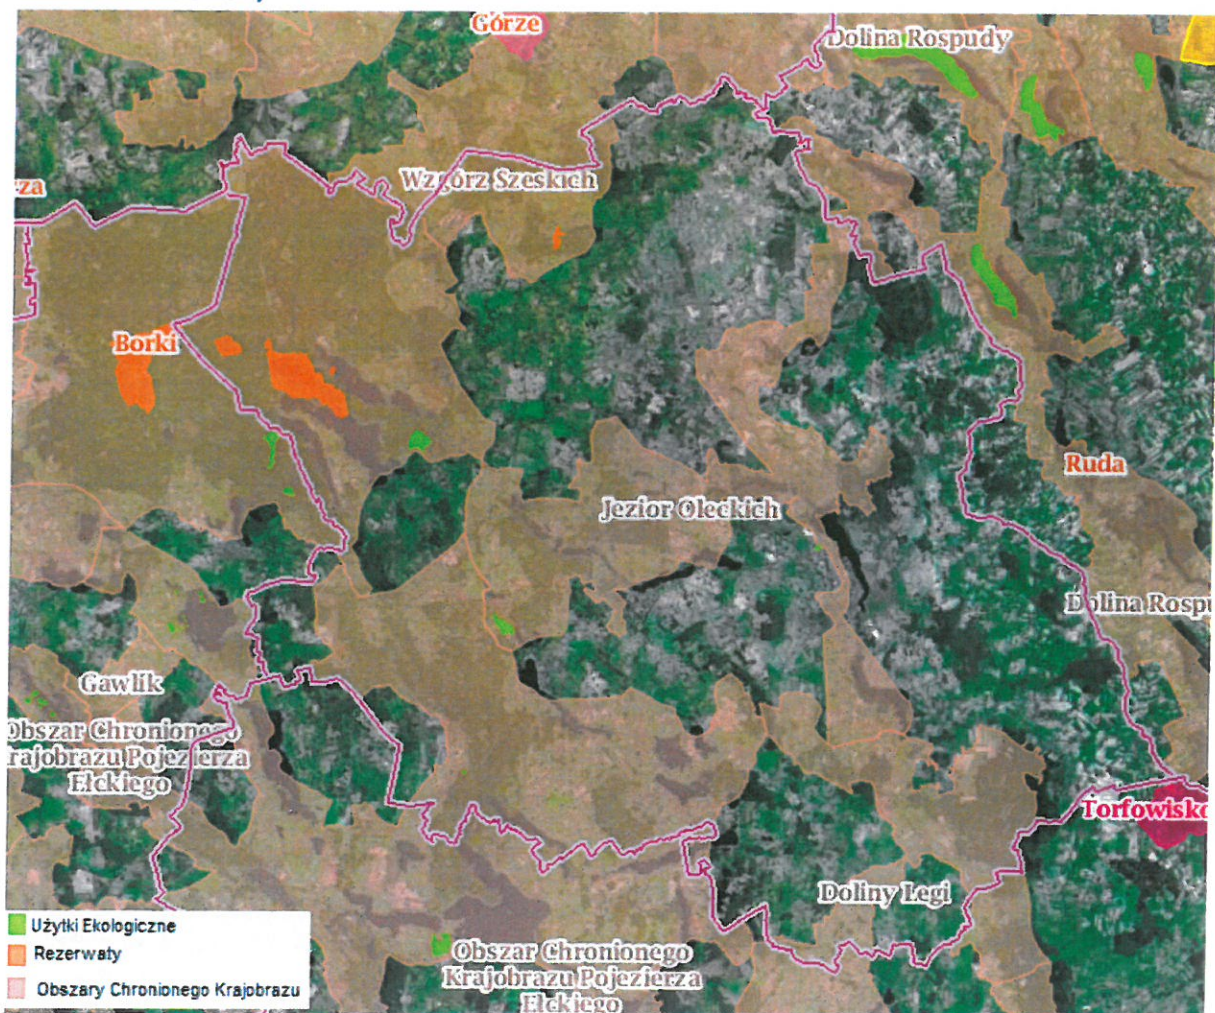 Górze
Dolina Rospudy
za
Wzgórz Szeskich
Borki
Ruda
Jezior Oleckich
Dolina Rospu
Gawlik
Obszar Chronionego
rajobrazu Pojezierza
Ełckiego
Torfowisko
Doliny Legi
Użytki Ekologiczne
Rezerwaty
Obszary Chronionego Krajobrazu
Obszar Chronionego
Krajobrazu Pojezierza
Ełckiego